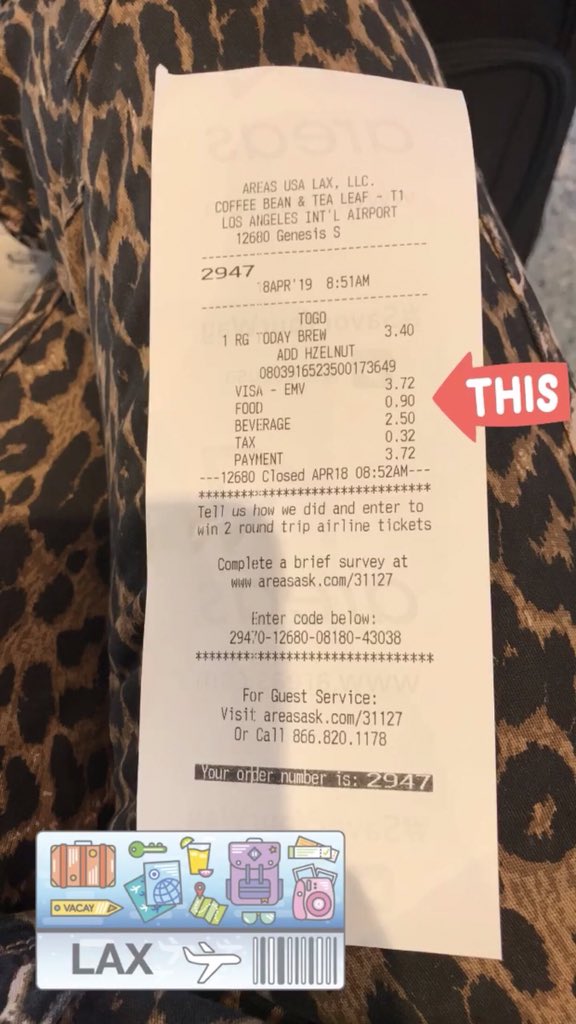 AREAS USA LAX, LLC.
COFFEE BEAN & TEA LEAF - T1
LOS ANGELES INT'L AIRPORT
12680 Genesis S
2947
8APR'19 8:51AM
TOGO
1 RG TODAY BREW 3.40
ADD HZELNUT
0803916523500173649
VISA - EMV 3.72
FOOD 0.90
BEVERAGE 2.50
TAX 0.32
PAYMENT 3.72
---12680 Closed APR18 08:52AM---
THIS
Tell us how we did and enter to
win 2 round trip airline tickets
Complete a brief survey at
www areasask.com/31127
Enter code below:
29470-12680-08180-43038
For Guest Service:
Visit areasask.com/31127
Or Call 866.820.1178
Your order number is: 2947
VACAY
LAX